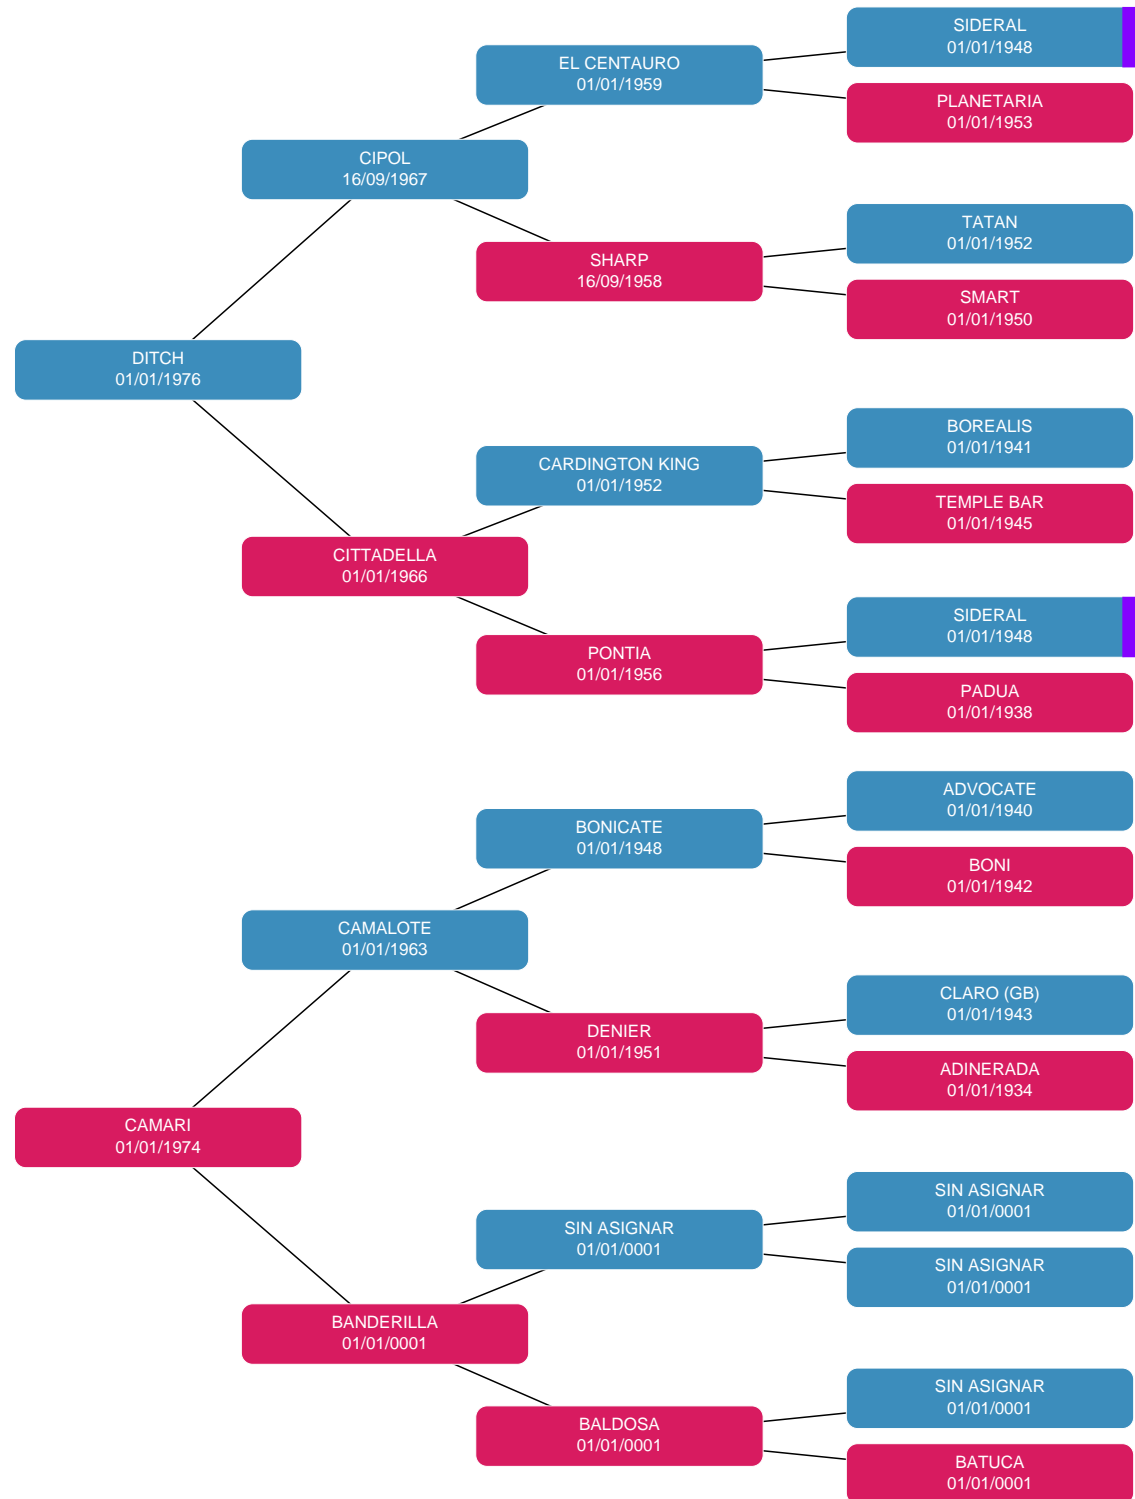 SIDERAL
01/01/1948
EL CENTAURO
01/01/1959
PLANETARIA
01/01/1953
CIPOL
16/09/1967
TATAN
01/01/1952
SHARP
16/09/1958
SMART
01/01/1950
DITCH
01/01/1976
BOREALIS
01/01/1941
CARDINGTON KING
01/01/1952
TEMPLE BAR
01/01/1945
CITTADELLA
01/01/1966
SIDERAL
01/01/1948
PONTIA
01/01/1956
PADUA
01/01/1938
ADVOCATE
01/01/1940
BONICATE
01/01/1948
BONI
01/01/1942
CAMALOTE
01/01/1963
CLARO (GB)
01/01/1943
DENIER
01/01/1951
ADINERADA
01/01/1934
CAMARI
01/01/1974
SIN ASIGNAR
01/01/0001
SIN ASIGNAR
01/01/0001
SIN ASIGNAR
01/01/0001
BANDERILLA
01/01/0001
SIN ASIGNAR
01/01/0001
BALDOSA
01/01/0001
BATUCA
01/01/0001